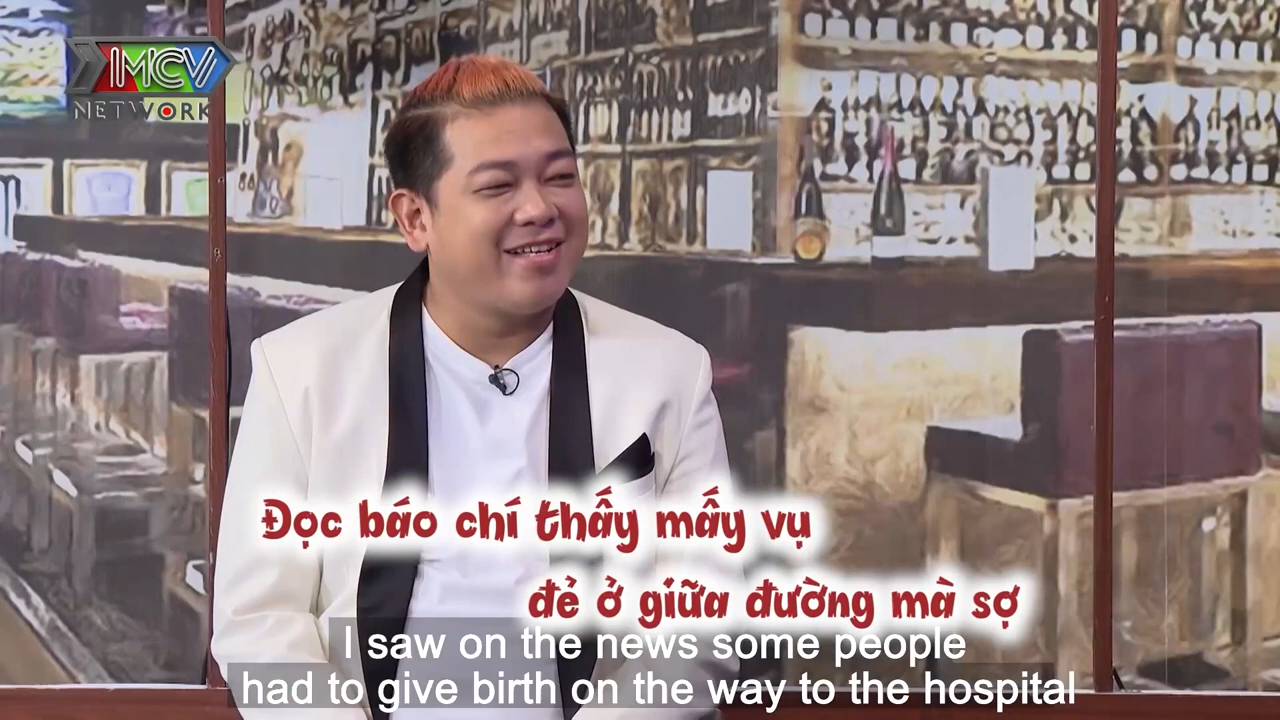 MCV
NETWORK
Đọc báo chí thấy mấy vụ
đẻ ở giữa đường mà sợ
I saw on the news some people
had to give birth on the way to the hospital